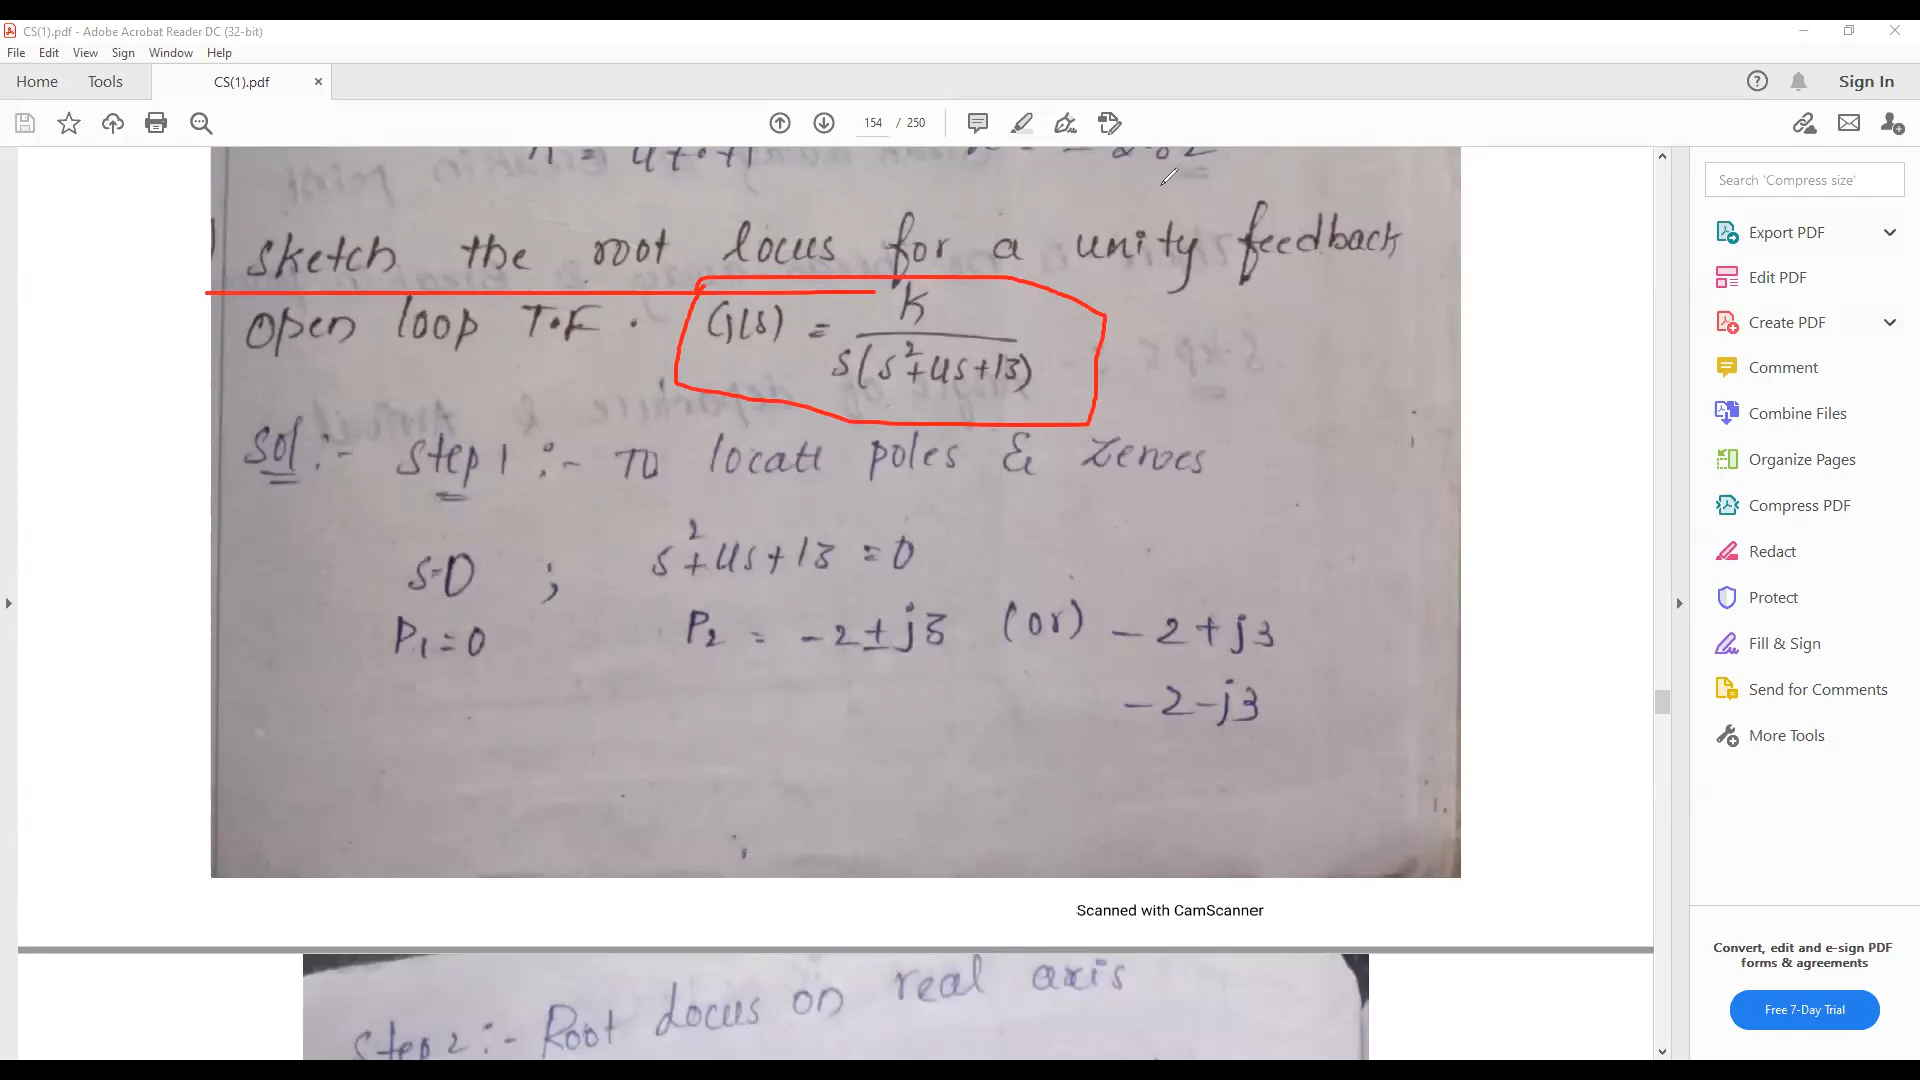 CS(1).pdf - Adobe Acrobat Reader DC (32-bit)
File Edit View Sign Window Help
Home Tools CS(1).pdf × Sign In
154 / 250
Search 'Compress size'
Export PDF
Edit PDF
Create PDF
Comment
Combine Files
Organize Pages
Compress PDF
Redact
Protect
Fill & Sign
Send for Comments
More Tools
Convert, edit and e-sign PDF
forms & agreements
Free 7-Day Trial
sketch the root locus for a unity feedback
open loop T.F. G(s) = K / s(s²+4s+13)
Sol:- Step 1:- To locate poles & zeroes
s=0 ; s²+4s+13 = 0
P₁=0 P₂ = -2±j3 (or) -2+j3
-2-j3
Scanned with CamScanner
Step 2:- Root Locus on real axis